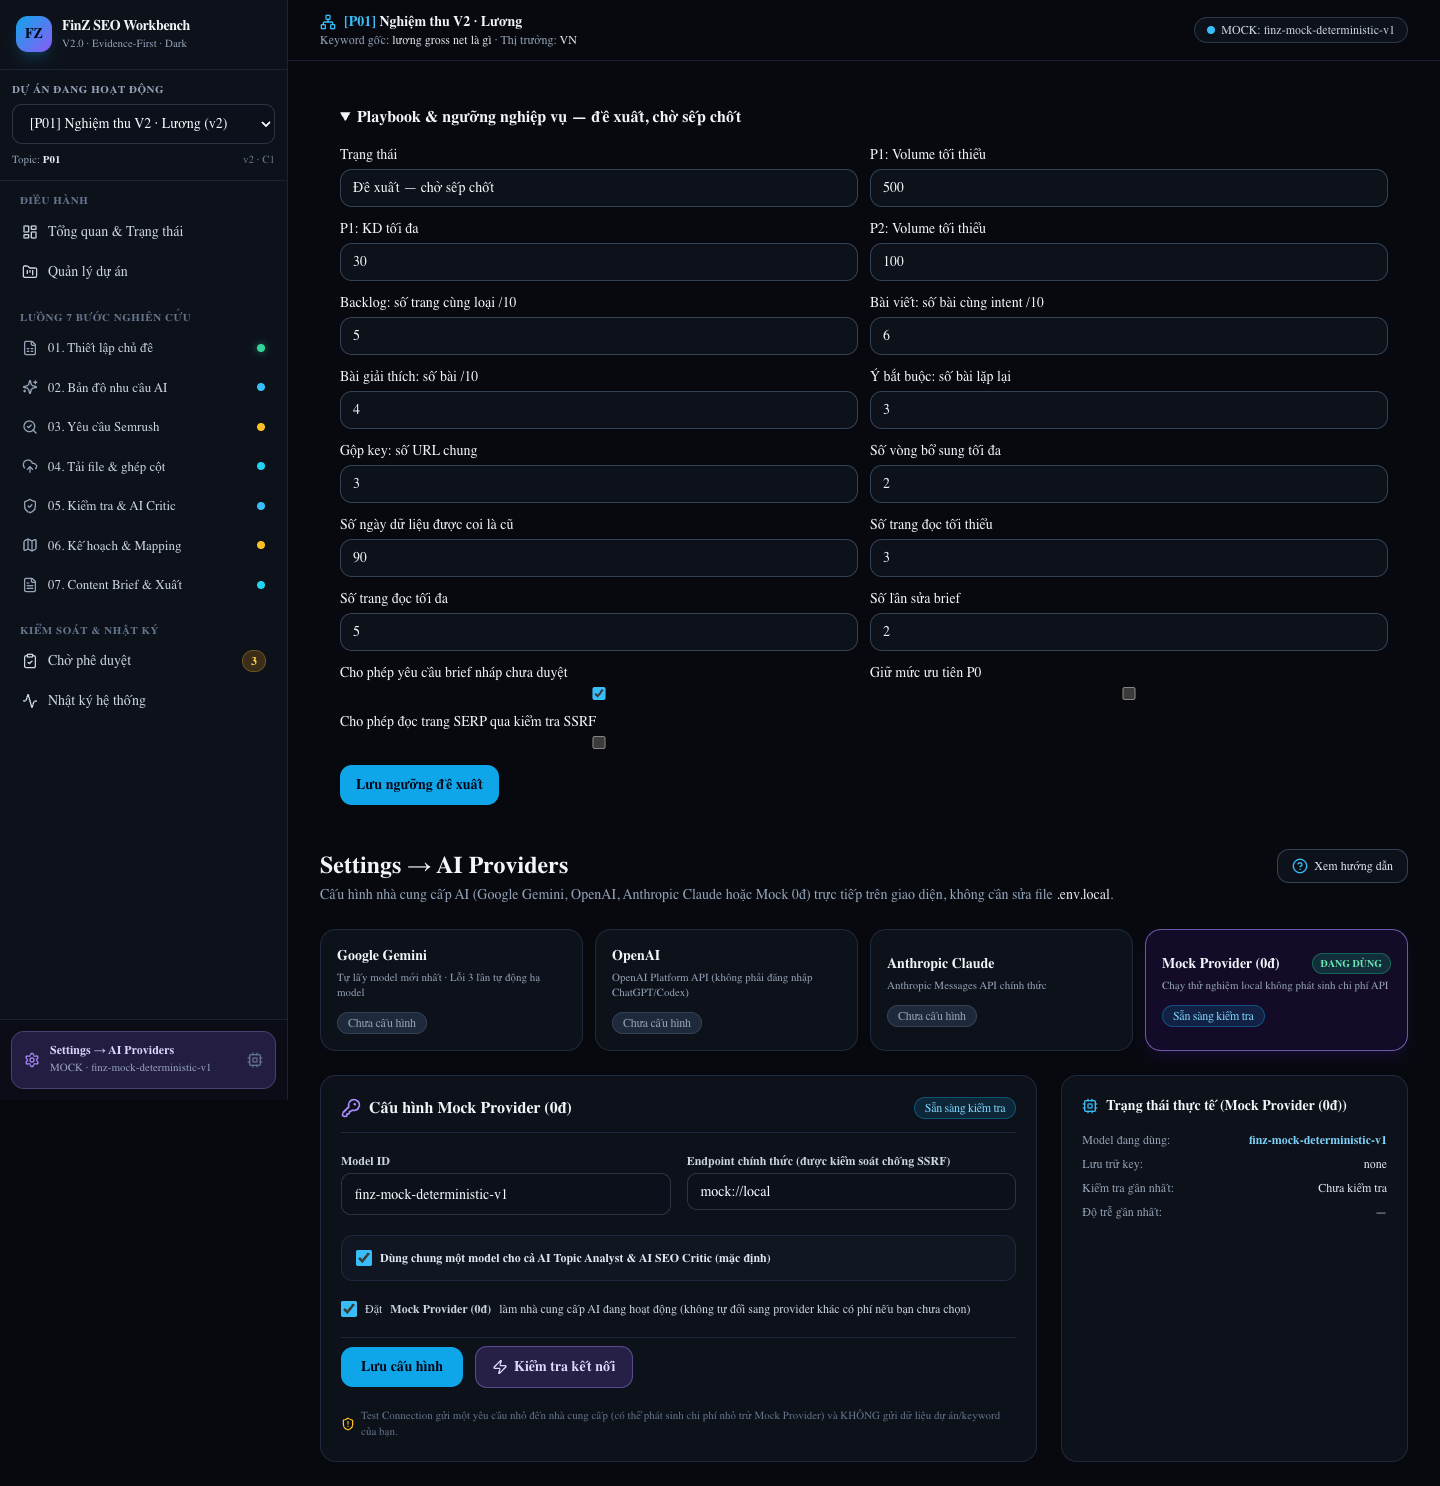 FZ
FinZ SEO Workbench
V2.0 · Evidence-First · Dark
DỰ ÁN ĐANG HOẠT ĐỘNG
[P01] Nghiệm thu V2 · Lương (v2)
Topic: P01
v2 · C1
ĐIỀU HÀNH
Tổng quan & Trạng thái
Quản lý dự án
LUỒNG 7 BƯỚC NGHIÊN CỨU
01. Thiết lập chủ đề
02. Bản đồ nhu cầu AI
03. Yêu cầu Semrush
04. Tải file & ghép cột
05. Kiểm tra & AI Critic
06. Kế hoạch & Mapping
07. Content Brief & Xuất
KIỂM SOÁT & NHẬT KÝ
Chờ phê duyệt
3
Nhật ký hệ thống
Settings → AI Providers
MOCK · finz-mock-deterministic-v1
[P01] Nghiệm thu V2 · Lương
Keyword gốc: lương gross net là gì · Thị trường: VN
MOCK: finz-mock-deterministic-v1
Playbook & ngưỡng nghiệp vụ — đề xuất, chờ sếp chốt
Trạng thái
Đề xuất — chờ sếp chốt
P1: Volume tối thiểu
500
P1: KD tối đa
30
P2: Volume tối thiểu
100
Backlog: số trang cùng loại /10
5
Bài viết: số bài cùng intent /10
6
Bài giải thích: số bài /10
4
Ý bắt buộc: số bài lặp lại
3
Gộp key: số URL chung
3
Số vòng bổ sung tối đa
2
Số ngày dữ liệu được coi là cũ
90
Số trang đọc tối thiểu
3
Số trang đọc tối đa
5
Số lần sửa brief
2
Cho phép yêu cầu brief nháp chưa duyệt
Giữ mức ưu tiên P0
Cho phép đọc trang SERP qua kiểm tra SSRF
Lưu ngưỡng đề xuất
Settings → AI Providers
Cấu hình nhà cung cấp AI (Google Gemini, OpenAI, Anthropic Claude hoặc Mock 0đ) trực tiếp trên giao diện, không cần sửa file .env.local.
Xem hướng dẫn
Google Gemini
Tự lấy model mới nhất · Lỗi 3 lần tự động hạ
model
Chưa cấu hình
OpenAI
OpenAI Platform API (không phải đăng nhập
ChatGPT/Codex)
Chưa cấu hình
Anthropic Claude
Anthropic Messages API chính thức
Chưa cấu hình
Mock Provider (0đ)
ĐANG DÙNG
Chạy thử nghiệm local không phát sinh chi phí API
Sẵn sàng kiểm tra
Cấu hình Mock Provider (0đ)
Sẵn sàng kiểm tra
Model ID
finz-mock-deterministic-v1
Endpoint chính thức (được kiểm soát chống SSRF)
mock://local
Dùng chung một model cho cả AI Topic Analyst & AI SEO Critic (mặc định)
Đặt Mock Provider (0đ) làm nhà cung cấp AI đang hoạt động (không tự đổi sang provider khác có phí nếu bạn chưa chọn)
Lưu cấu hình
Kiểm tra kết nối
Test Connection gửi một yêu cầu nhỏ đến nhà cung cấp (có thể phát sinh chi phí nhỏ trừ Mock Provider) và KHÔNG gửi dữ liệu dự án/keyword
của bạn.
Trạng thái thực tế (Mock Provider (0đ))
Model đang dùng:
finz-mock-deterministic-v1
Lưu trữ key:
none
Kiểm tra gần nhất:
Chưa kiểm tra
Độ trễ gần nhất:
—